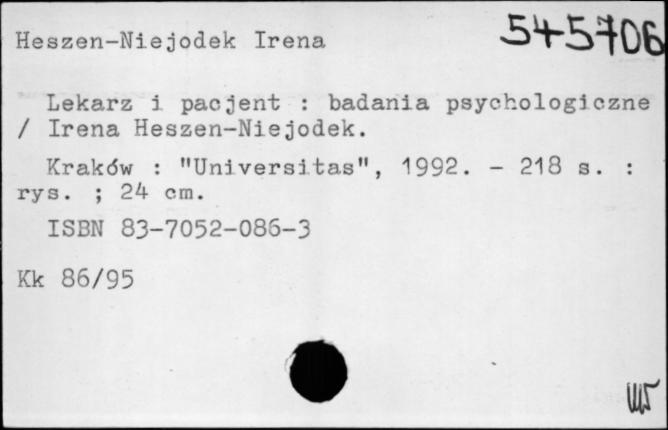 545706
Heszen-Niejodek Irena
Lekarz i pacjent : badania psychologiczne
/ Irena Heszen-Niejodek.
Kraków : "Universitas", 1992. - 218 s. :
rys. ; 24 cm.
ISBN 83-7052-086-3
Kk 86/95